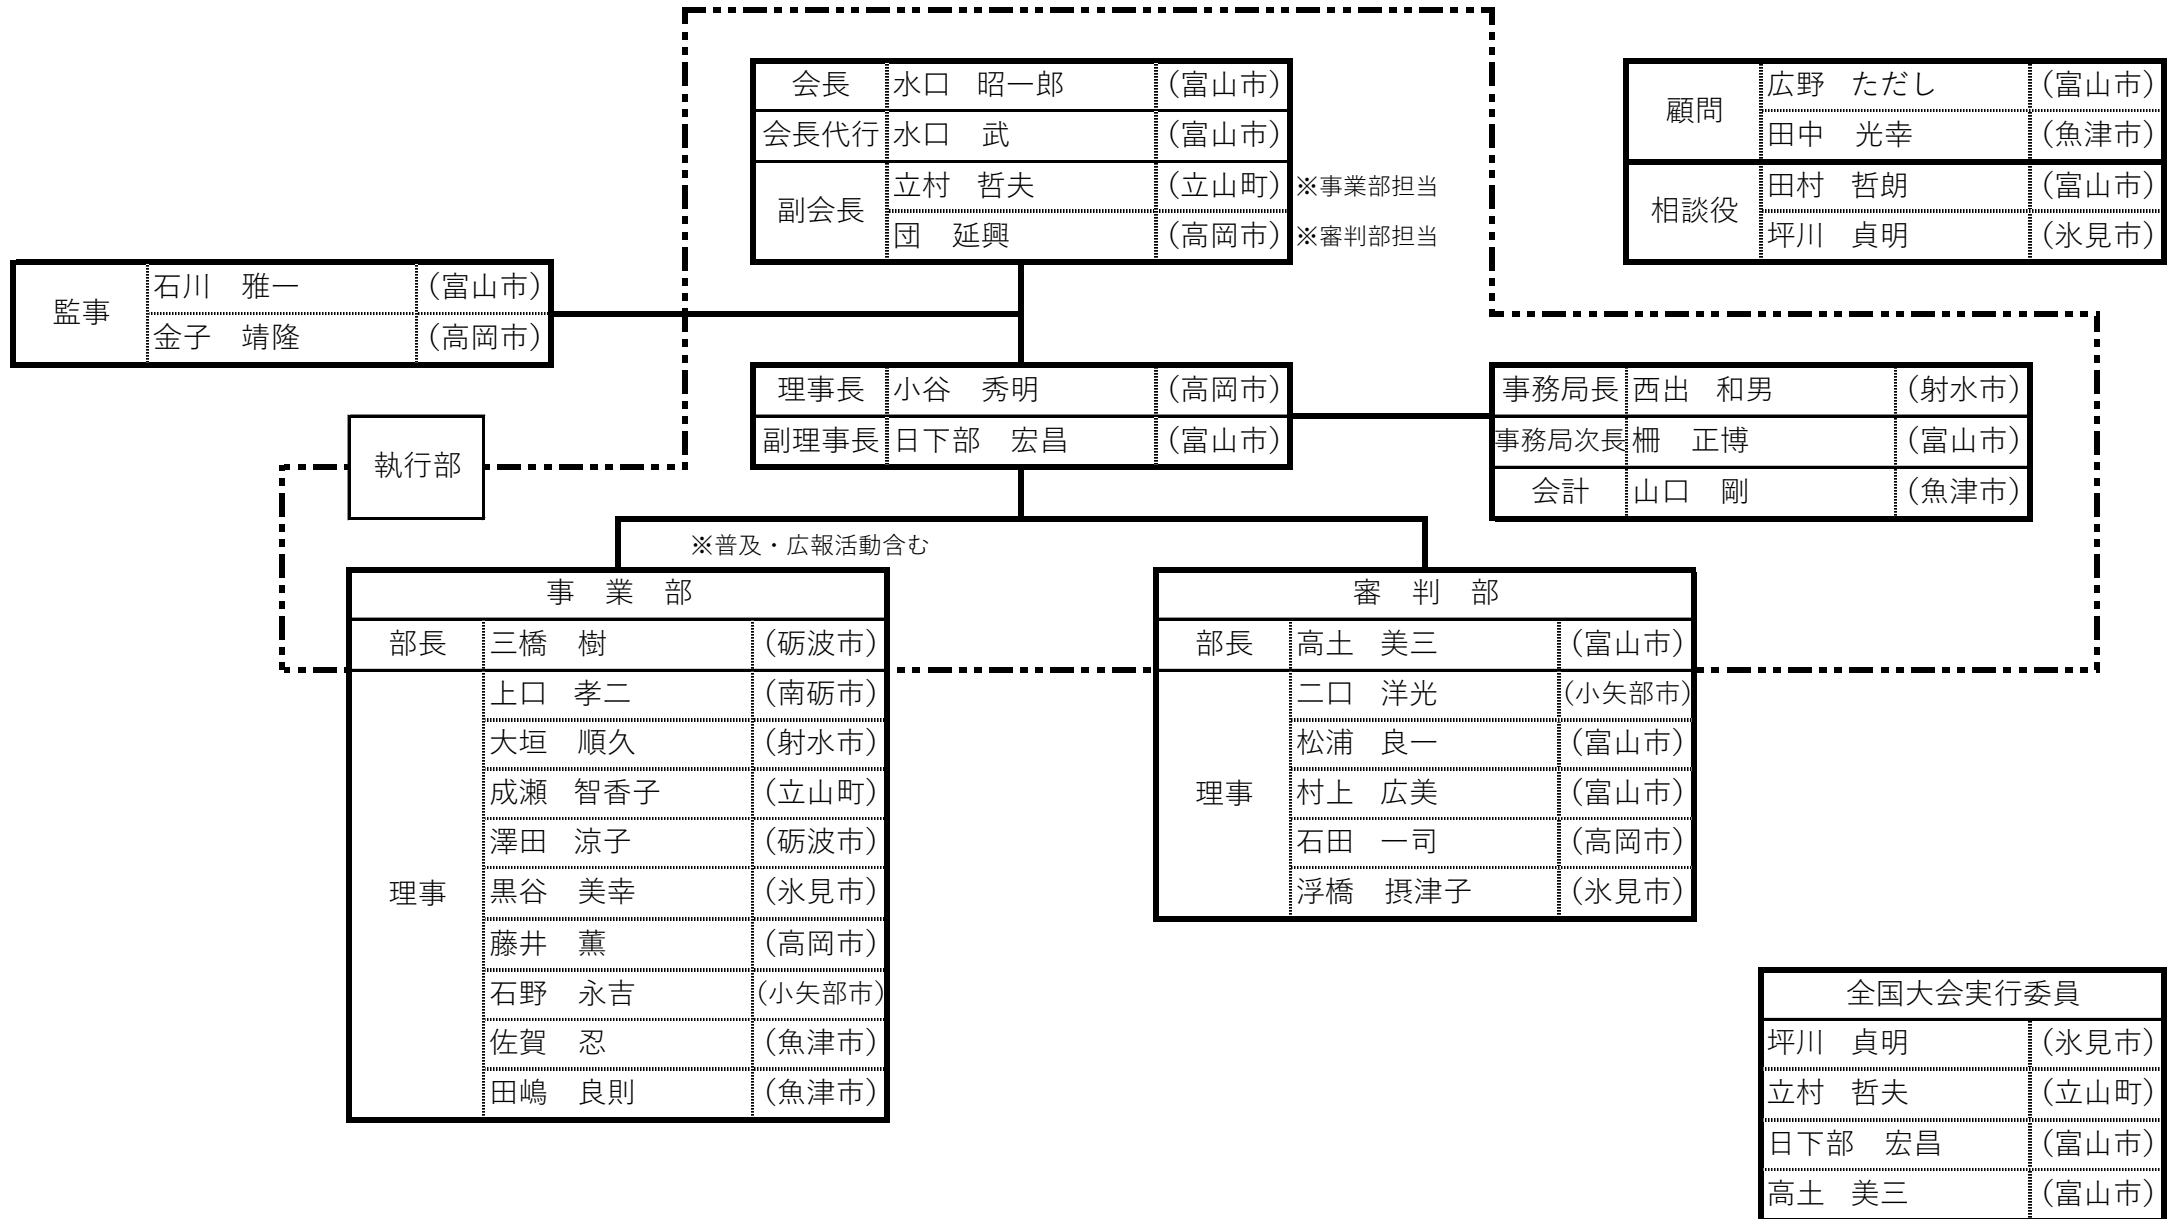 会長 水口　昭一郎 (富山市)
会長代行 水口　武 (富山市)
副会長
立村　哲夫 (立山町) ※事業部担当
団　延興 (高岡市) ※審判部担当
顧問
広野　ただし (富山市)
田中　光幸 (魚津市)
相談役
田村　哲朗 (富山市)
坪川　貞明 (氷見市)
監事
石川　雅一 (富山市)
金子　靖隆 (高岡市)
理事長 小谷　秀明 (高岡市)
副理事長 日下部　宏昌 (富山市)
事務局長 西出　和男 (射水市)
事務局次長 柵　正博 (富山市)
会計 山口　剛 (魚津市)
執行部
※普及・広報活動含む
事　業　部
部長 三橋　樹 (砺波市)
理事
上口　孝二 (南砺市)
大垣　順久 (射水市)
成瀬　智香子 (立山町)
澤田　涼子 (砺波市)
黒谷　美幸 (氷見市)
藤井　薫 (高岡市)
石野　永吉 (小矢部市)
佐賀　忍 (魚津市)
田嶋　良則 (魚津市)
審　判　部
部長 高土　美三 (富山市)
理事
二口　洋光 (小矢部市)
松浦　良一 (富山市)
村上　広美 (富山市)
石田　一司 (高岡市)
浮橋　摂津子 (氷見市)
全国大会実行委員
坪川　貞明 (氷見市)
立村　哲夫 (立山町)
日下部　宏昌 (富山市)
高土　美三 (富山市)